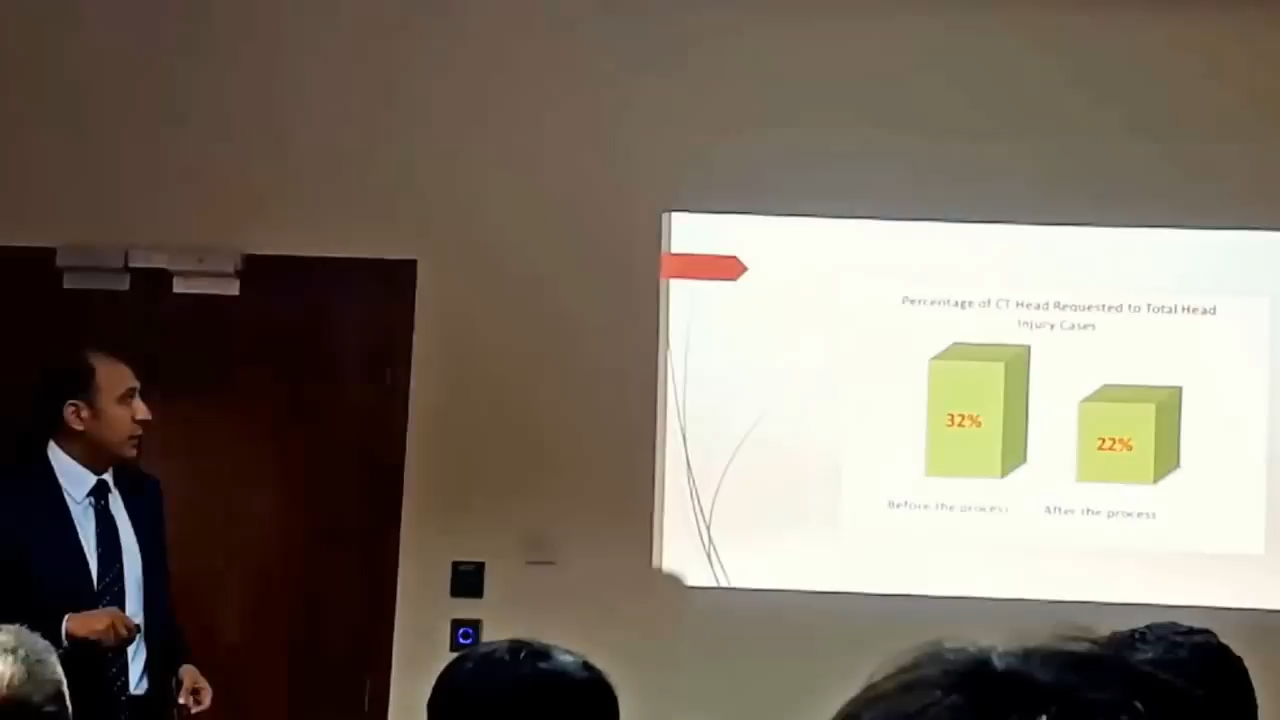 Percentage of CT Head Requested to Total Head
Injury Cases
32%
22%
Before the process
After the process